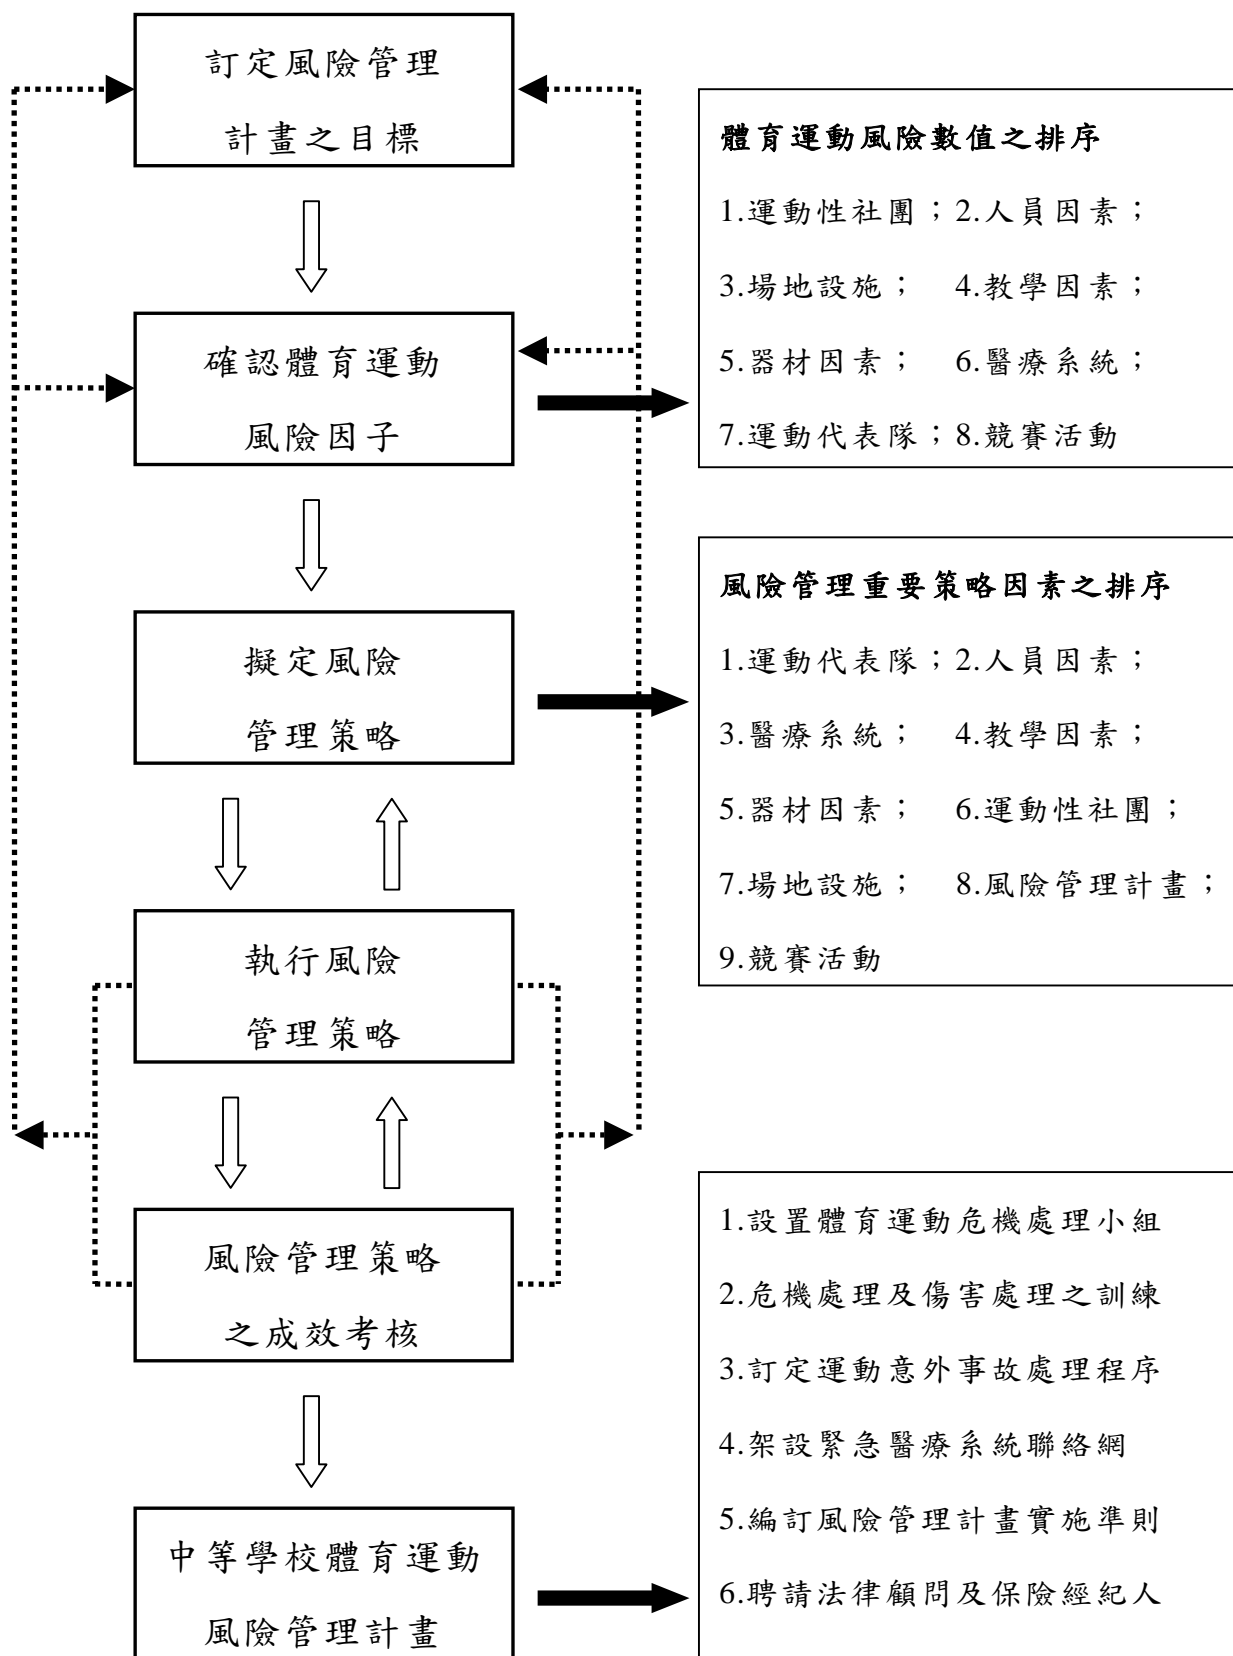 訂定風險管理
計畫之目標
體育運動風險數值之排序
1.運動性社團；2.人員因素；
3.場地設施； 4.教學因素；
5.器材因素； 6.醫療系統；
7.運動代表隊；8.競賽活動
確認體育運動
風險因子
擬定風險
管理策略
風險管理重要策略因素之排序
1.運動代表隊；2.人員因素；
3.醫療系統； 4.教學因素；
5.器材因素； 6.運動性社團；
7.場地設施； 8.風險管理計畫；
9.競賽活動
執行風險
管理策略
風險管理策略
之成效考核
1.設置體育運動危機處理小組
2.危機處理及傷害處理之訓練
3.訂定運動意外事故處理程序
4.架設緊急醫療系統聯絡網
5.編訂風險管理計畫實施準則
6.聘請法律顧問及保險經紀人
中等學校體育運動
風險管理計畫